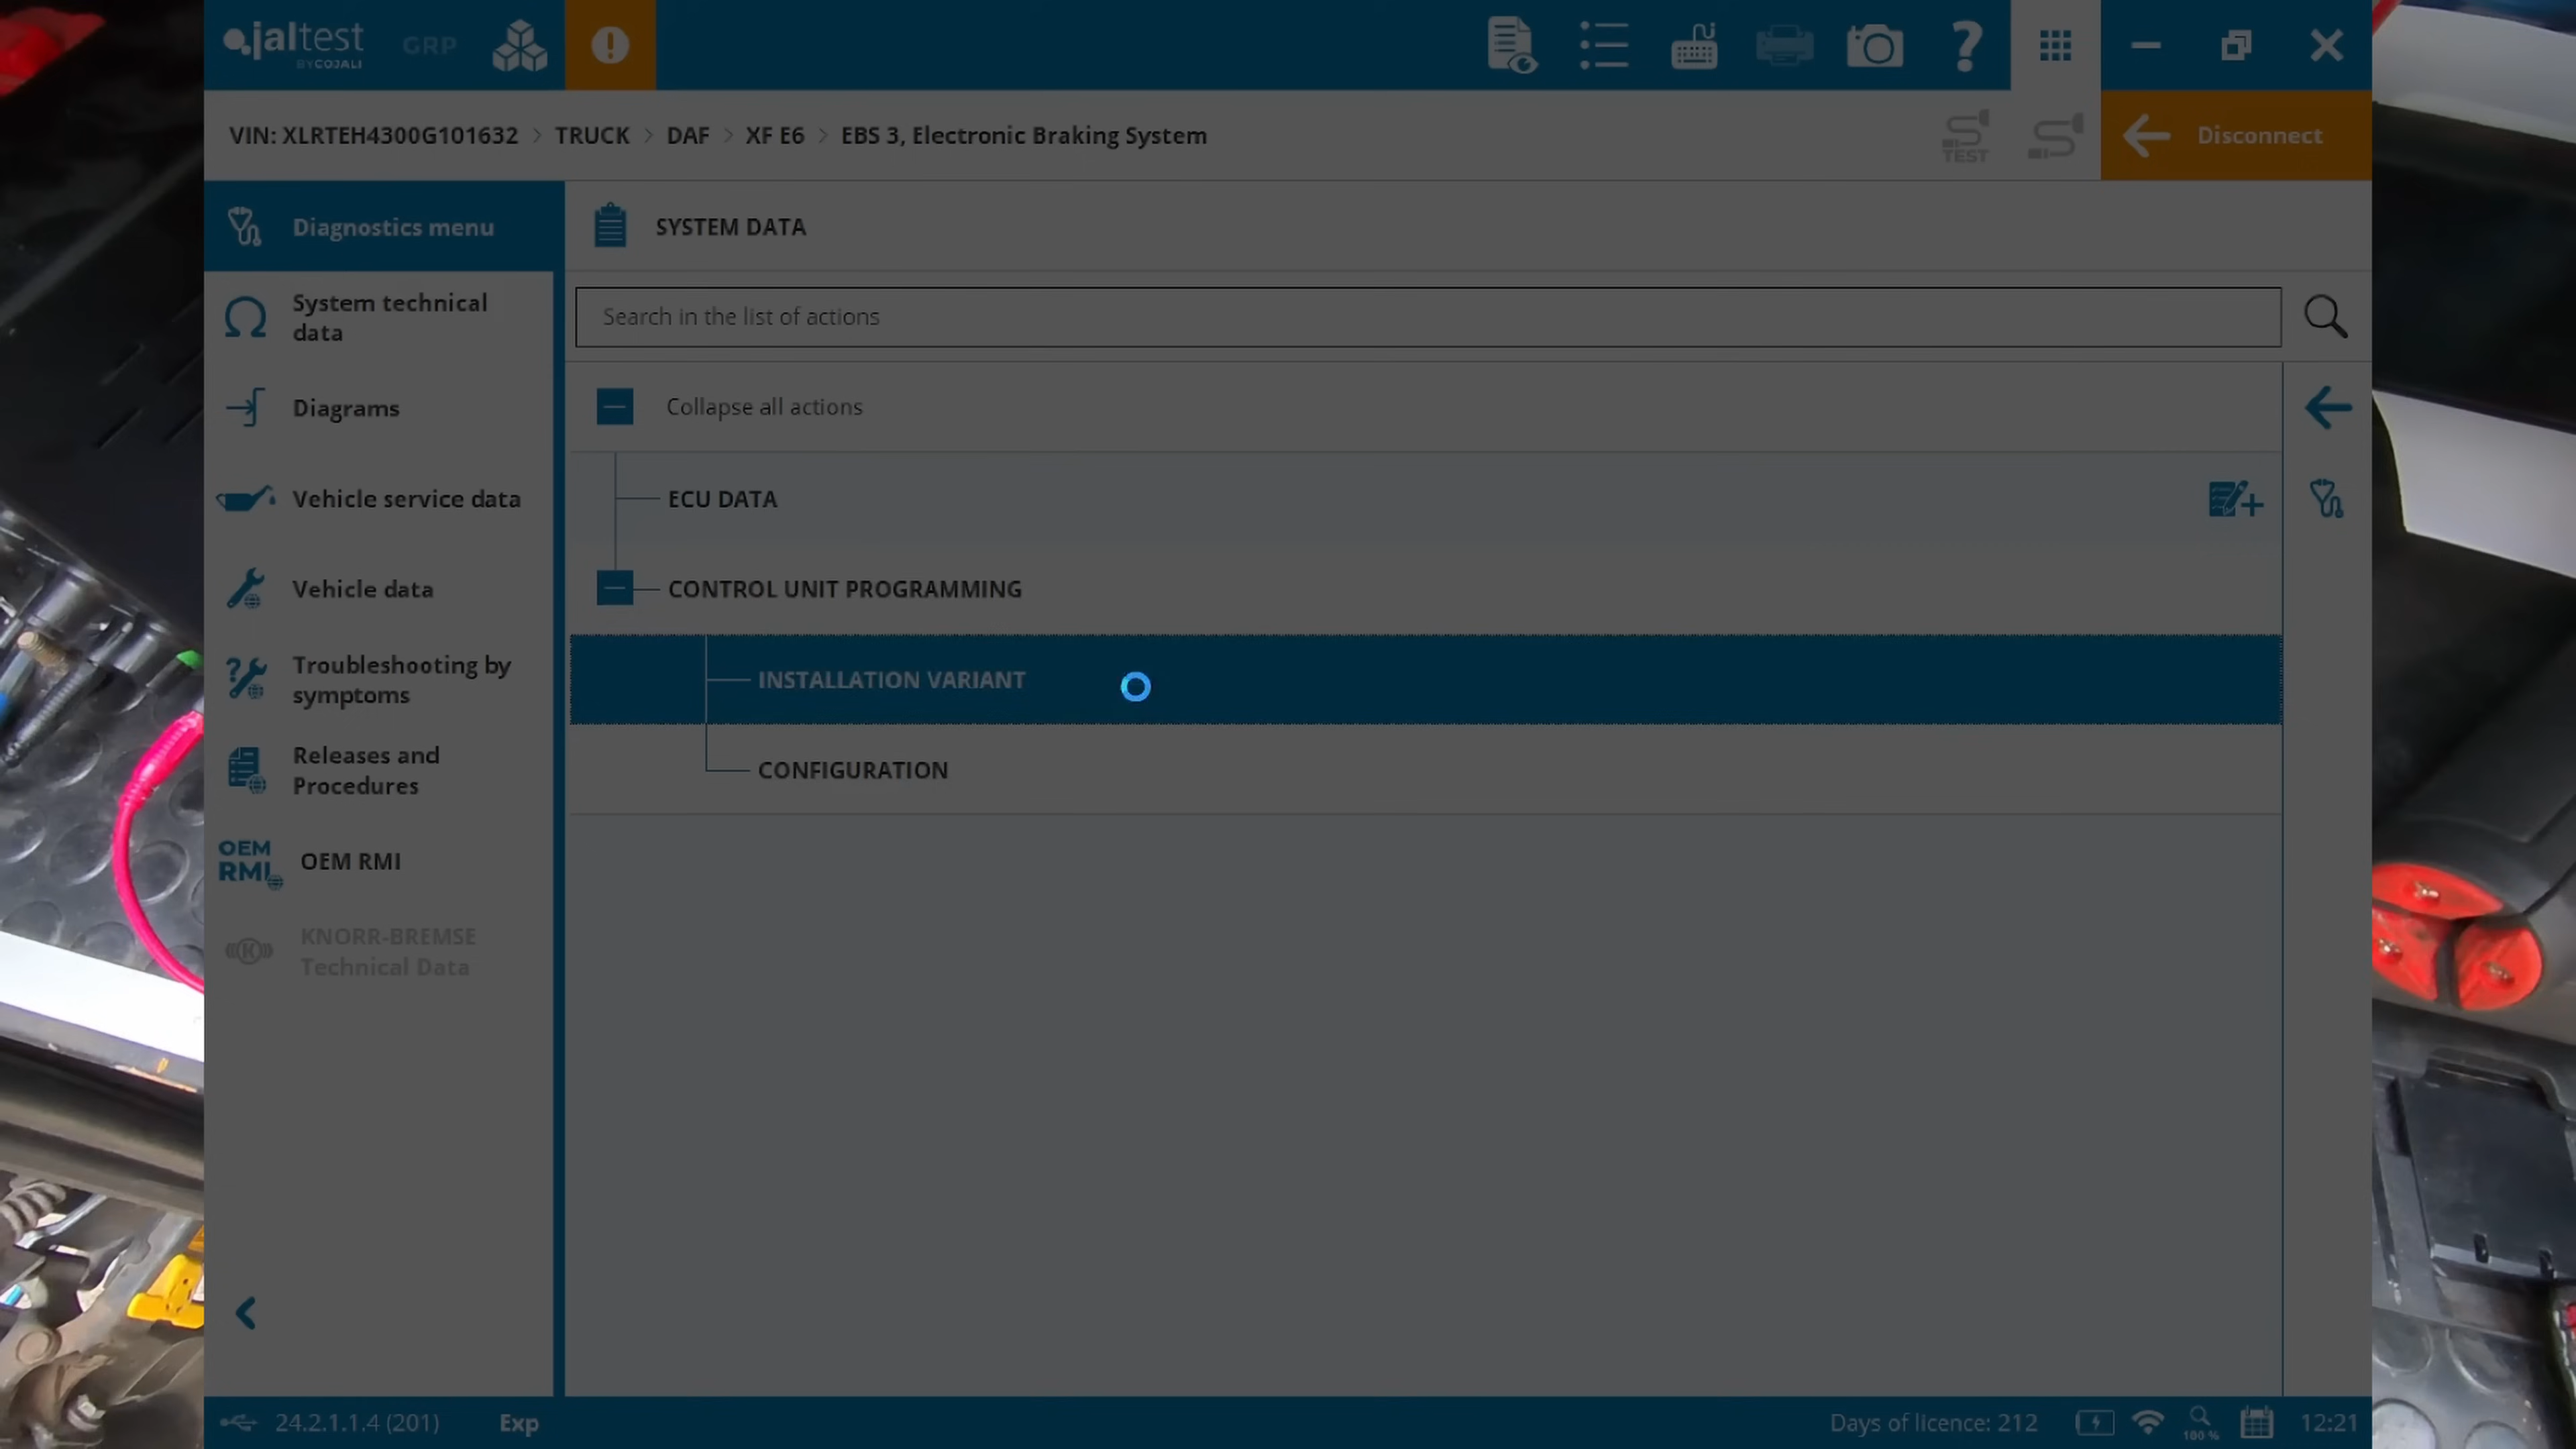 jaltest
BY COJALI
GRP
TEST
VIN: XLRTEH4300G101632 > TRUCK > DAF > XF E6 > EBS 3, Electronic Braking System
Disconnect
Diagnostics menu
SYSTEM DATA
System technical
data
Search in the list of actions
Diagrams
Collapse all actions
Vehicle service data
ECU DATA
Vehicle data
CONTROL UNIT PROGRAMMING
Troubleshooting by
symptoms
INSTALLATION VARIANT
Releases and
Procedures
CONFIGURATION
OEM
RMI
OEM RMI
KNORR-BREMSE
Technical Data
24.2.1.1.4 (201)
Exp
Days of licence: 212
100 %
12:21